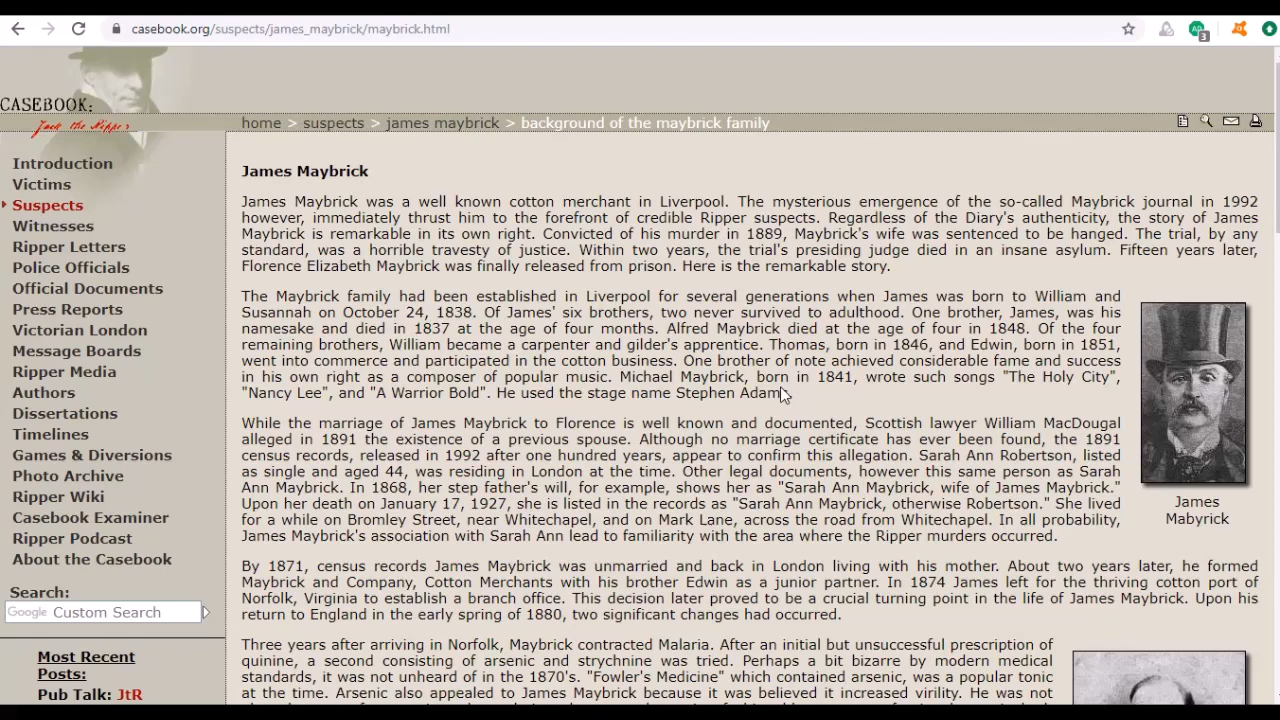 casebook.org/suspects/james_maybrick/maybrick.html
3
CASEBOOK:
Jack the Ripper
home > suspects > james maybrick > background of the maybrick family
Introduction
Victims
Suspects
Witnesses
Ripper Letters
Police Officials
Official Documents
Press Reports
Victorian London
Message Boards
Ripper Media
Authors
Dissertations
Timelines
Games & Diversions
Photo Archive
Ripper Wiki
Casebook Examiner
Ripper Podcast
About the Casebook
Search:
Google Custom Search
Most Recent
Posts:
Pub Talk: JtR
James Maybrick
James Maybrick was a well known cotton merchant in Liverpool. The mysterious emergence of the so-called Maybrick journal in 1992
however, immediately thrust him to the forefront of credible Ripper suspects. Regardless of the Diary's authenticity, the story of James
Maybrick is remarkable in its own right. Convicted of his murder in 1889, Maybrick's wife was sentenced to be hanged. The trial, by any
standard, was a horrible travesty of justice. Within two years, the trial's presiding judge died in an insane asylum. Fifteen years later,
Florence Elizabeth Maybrick was finally released from prison. Here is the remarkable story.
The Maybrick family had been established in Liverpool for several generations when James was born to William and
Susannah on October 24, 1838. Of James' six brothers, two never survived to adulthood. One brother, James, was his
namesake and died in 1837 at the age of four months. Alfred Maybrick died at the age of four in 1848. Of the four
remaining brothers, William became a carpenter and gilder's apprentice. Thomas, born in 1846, and Edwin, born in 1851,
went into commerce and participated in the cotton business. One brother of note achieved considerable fame and success
in his own right as a composer of popular music. Michael Maybrick, born in 1841, wrote such songs "The Holy City",
"Nancy Lee", and "A Warrior Bold". He used the stage name Stephen Adam
While the marriage of James Maybrick to Florence is well known and documented, Scottish lawyer William MacDougal
alleged in 1891 the existence of a previous spouse. Although no marriage certificate has ever been found, the 1891
census records, released in 1992 after one hundred years, appear to confirm this allegation. Sarah Ann Robertson, listed
as single and aged 44, was residing in London at the time. Other legal documents, however this same person as Sarah
Ann Maybrick. In 1868, her step father's will, for example, shows her as "Sarah Ann Maybrick, wife of James Maybrick."
Upon her death on January 17, 1927, she is listed in the records as "Sarah Ann Maybrick, otherwise Robertson." She lived
for a while on Bromley Street, near Whitechapel, and on Mark Lane, across the road from Whitechapel. In all probability,
James Maybrick's association with Sarah Ann lead to familiarity with the area where the Ripper murders occurred.
James
Mabyrick
By 1871, census records James Maybrick was unmarried and back in London living with his mother. About two years later, he formed
Maybrick and Company, Cotton Merchants with his brother Edwin as a junior partner. In 1874 James left for the thriving cotton port of
Norfolk, Virginia to establish a branch office. This decision later proved to be a crucial turning point in the life of James Maybrick. Upon his
return to England in the early spring of 1880, two significant changes had occurred.
Three years after arriving in Norfolk, Maybrick contracted Malaria. After an initial but unsuccessful prescription of
quinine, a second consisting of arsenic and strychnine was tried. Perhaps a bit bizarre by modern medical
standards, it was not unheard of in the 1870's. "Fowler's Medicine" which contained arsenic, was a popular tonic
at the time. Arsenic also appealed to James Maybrick because it was believed it increased virility. He was not